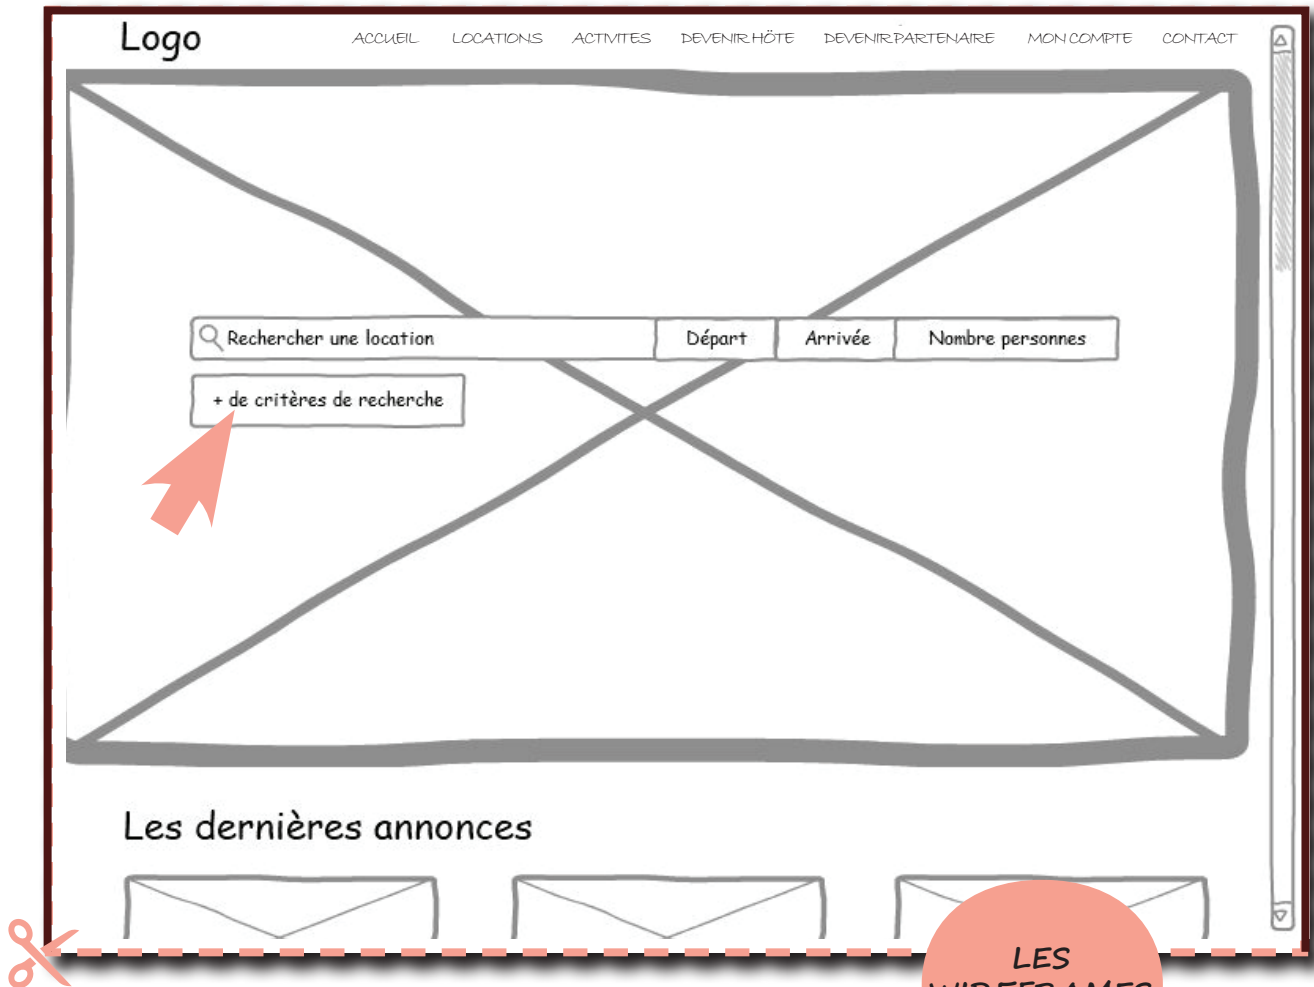 Logo
ACCUEIL LOCATIONS ACTIVITES DEVENIR HÔTE DEVENIR PARTENAIRE MON COMPTE CONTACT
Rechercher une location Départ Arrivée Nombre personnes
+ de critères de recherche
Les dernières annonces
LES
WIREFRAMES